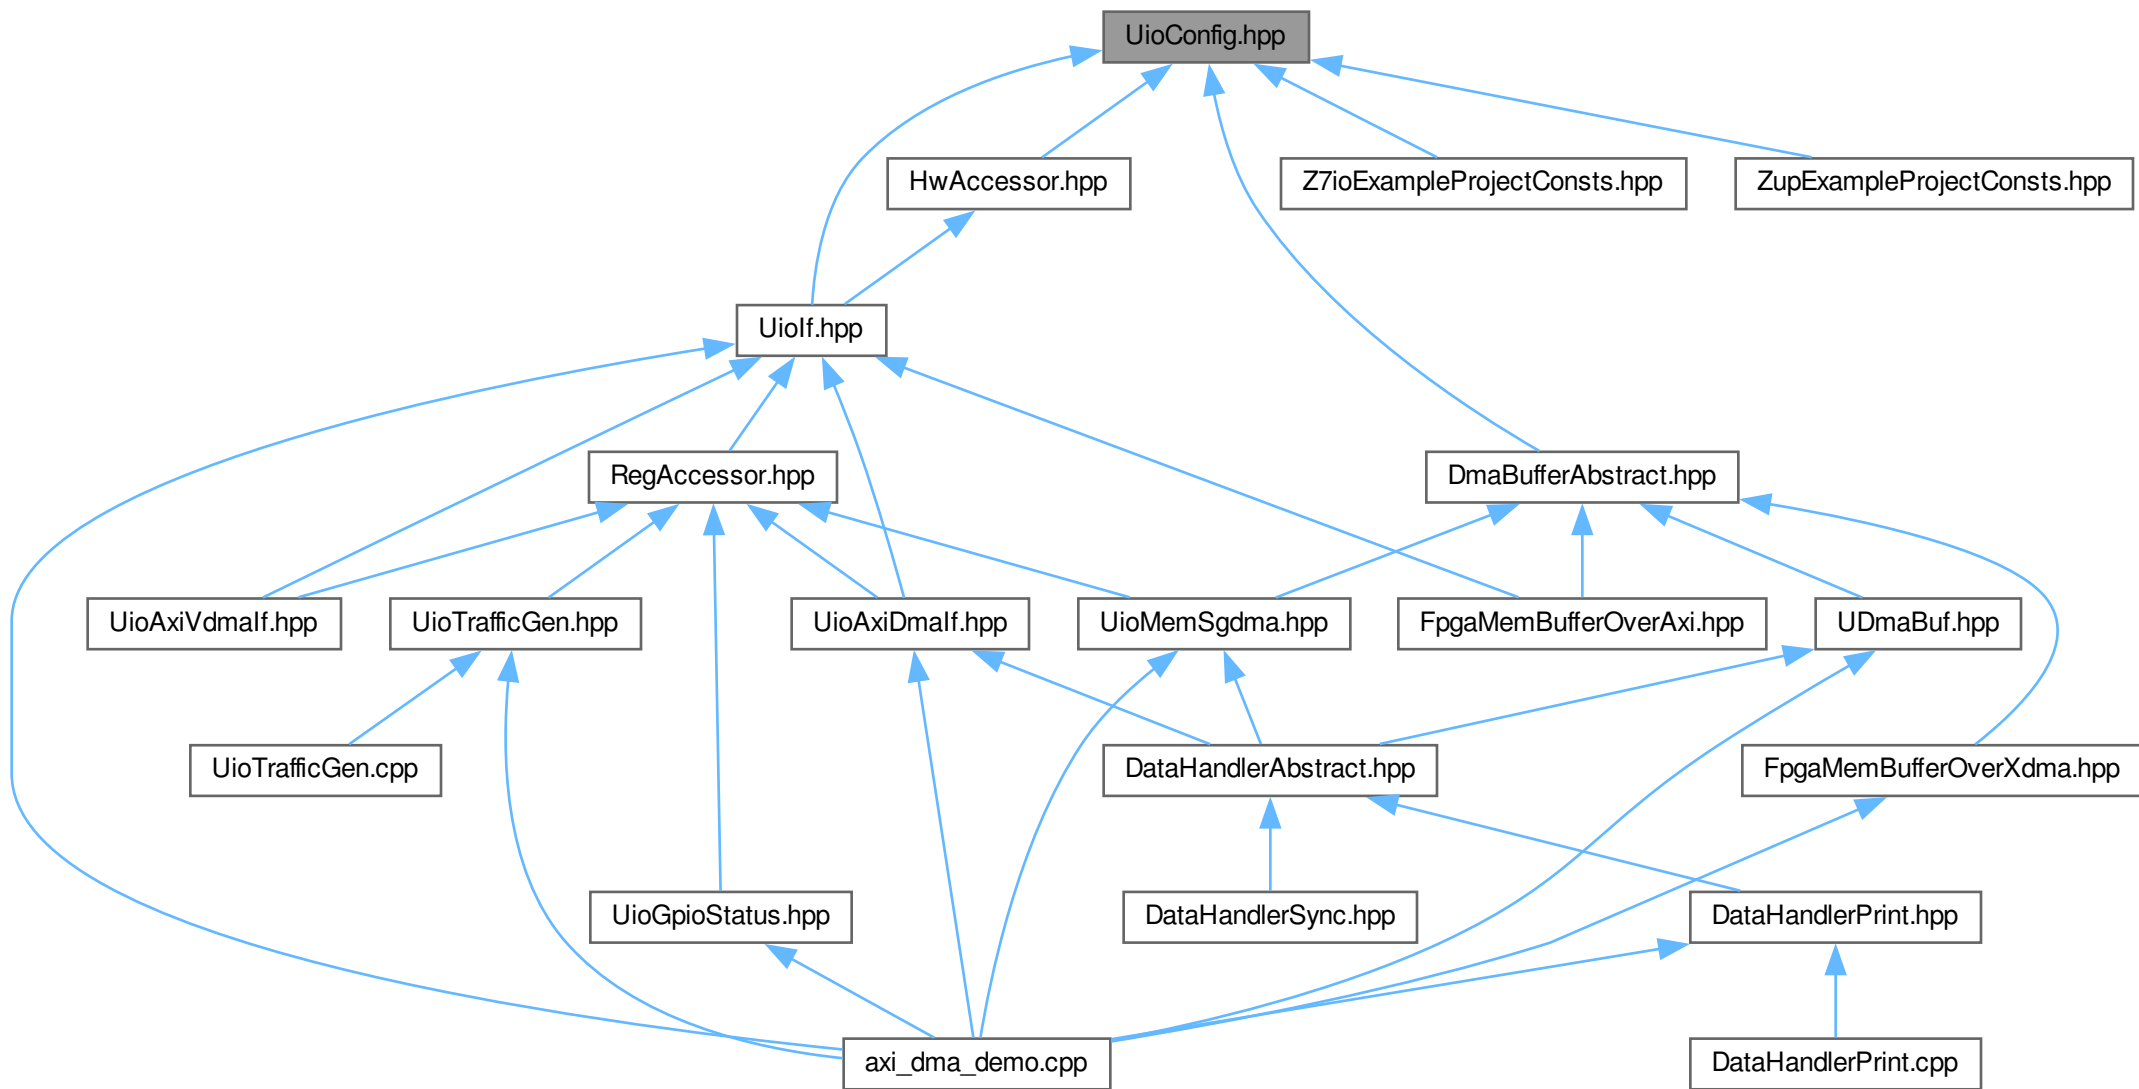 UioConfig.hpp
HwAccessor.hpp
Z7ioExampleProjectConsts.hpp
ZupExampleProjectConsts.hpp
UioIf.hpp
RegAccessor.hpp
DmaBufferAbstract.hpp
UioAxiVdmaIf.hpp
UioTrafficGen.hpp
UioAxiDmaIf.hpp
UioMemSgdma.hpp
FpgaMemBufferOverAxi.hpp
UDmaBuf.hpp
UioTrafficGen.cpp
DataHandlerAbstract.hpp
FpgaMemBufferOverXdma.hpp
UioGpioStatus.hpp
DataHandlerSync.hpp
DataHandlerPrint.hpp
axi_dma_demo.cpp
DataHandlerPrint.cpp